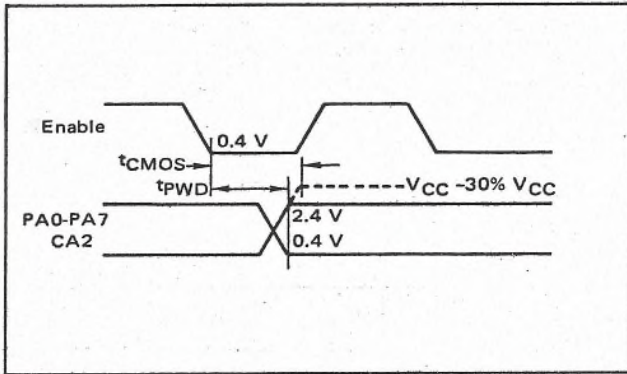 Enable
0.4 V
tCMOS
tPWD
VCC -30% VCC
PA0-PA7
CA2
2.4 V
0.4 V